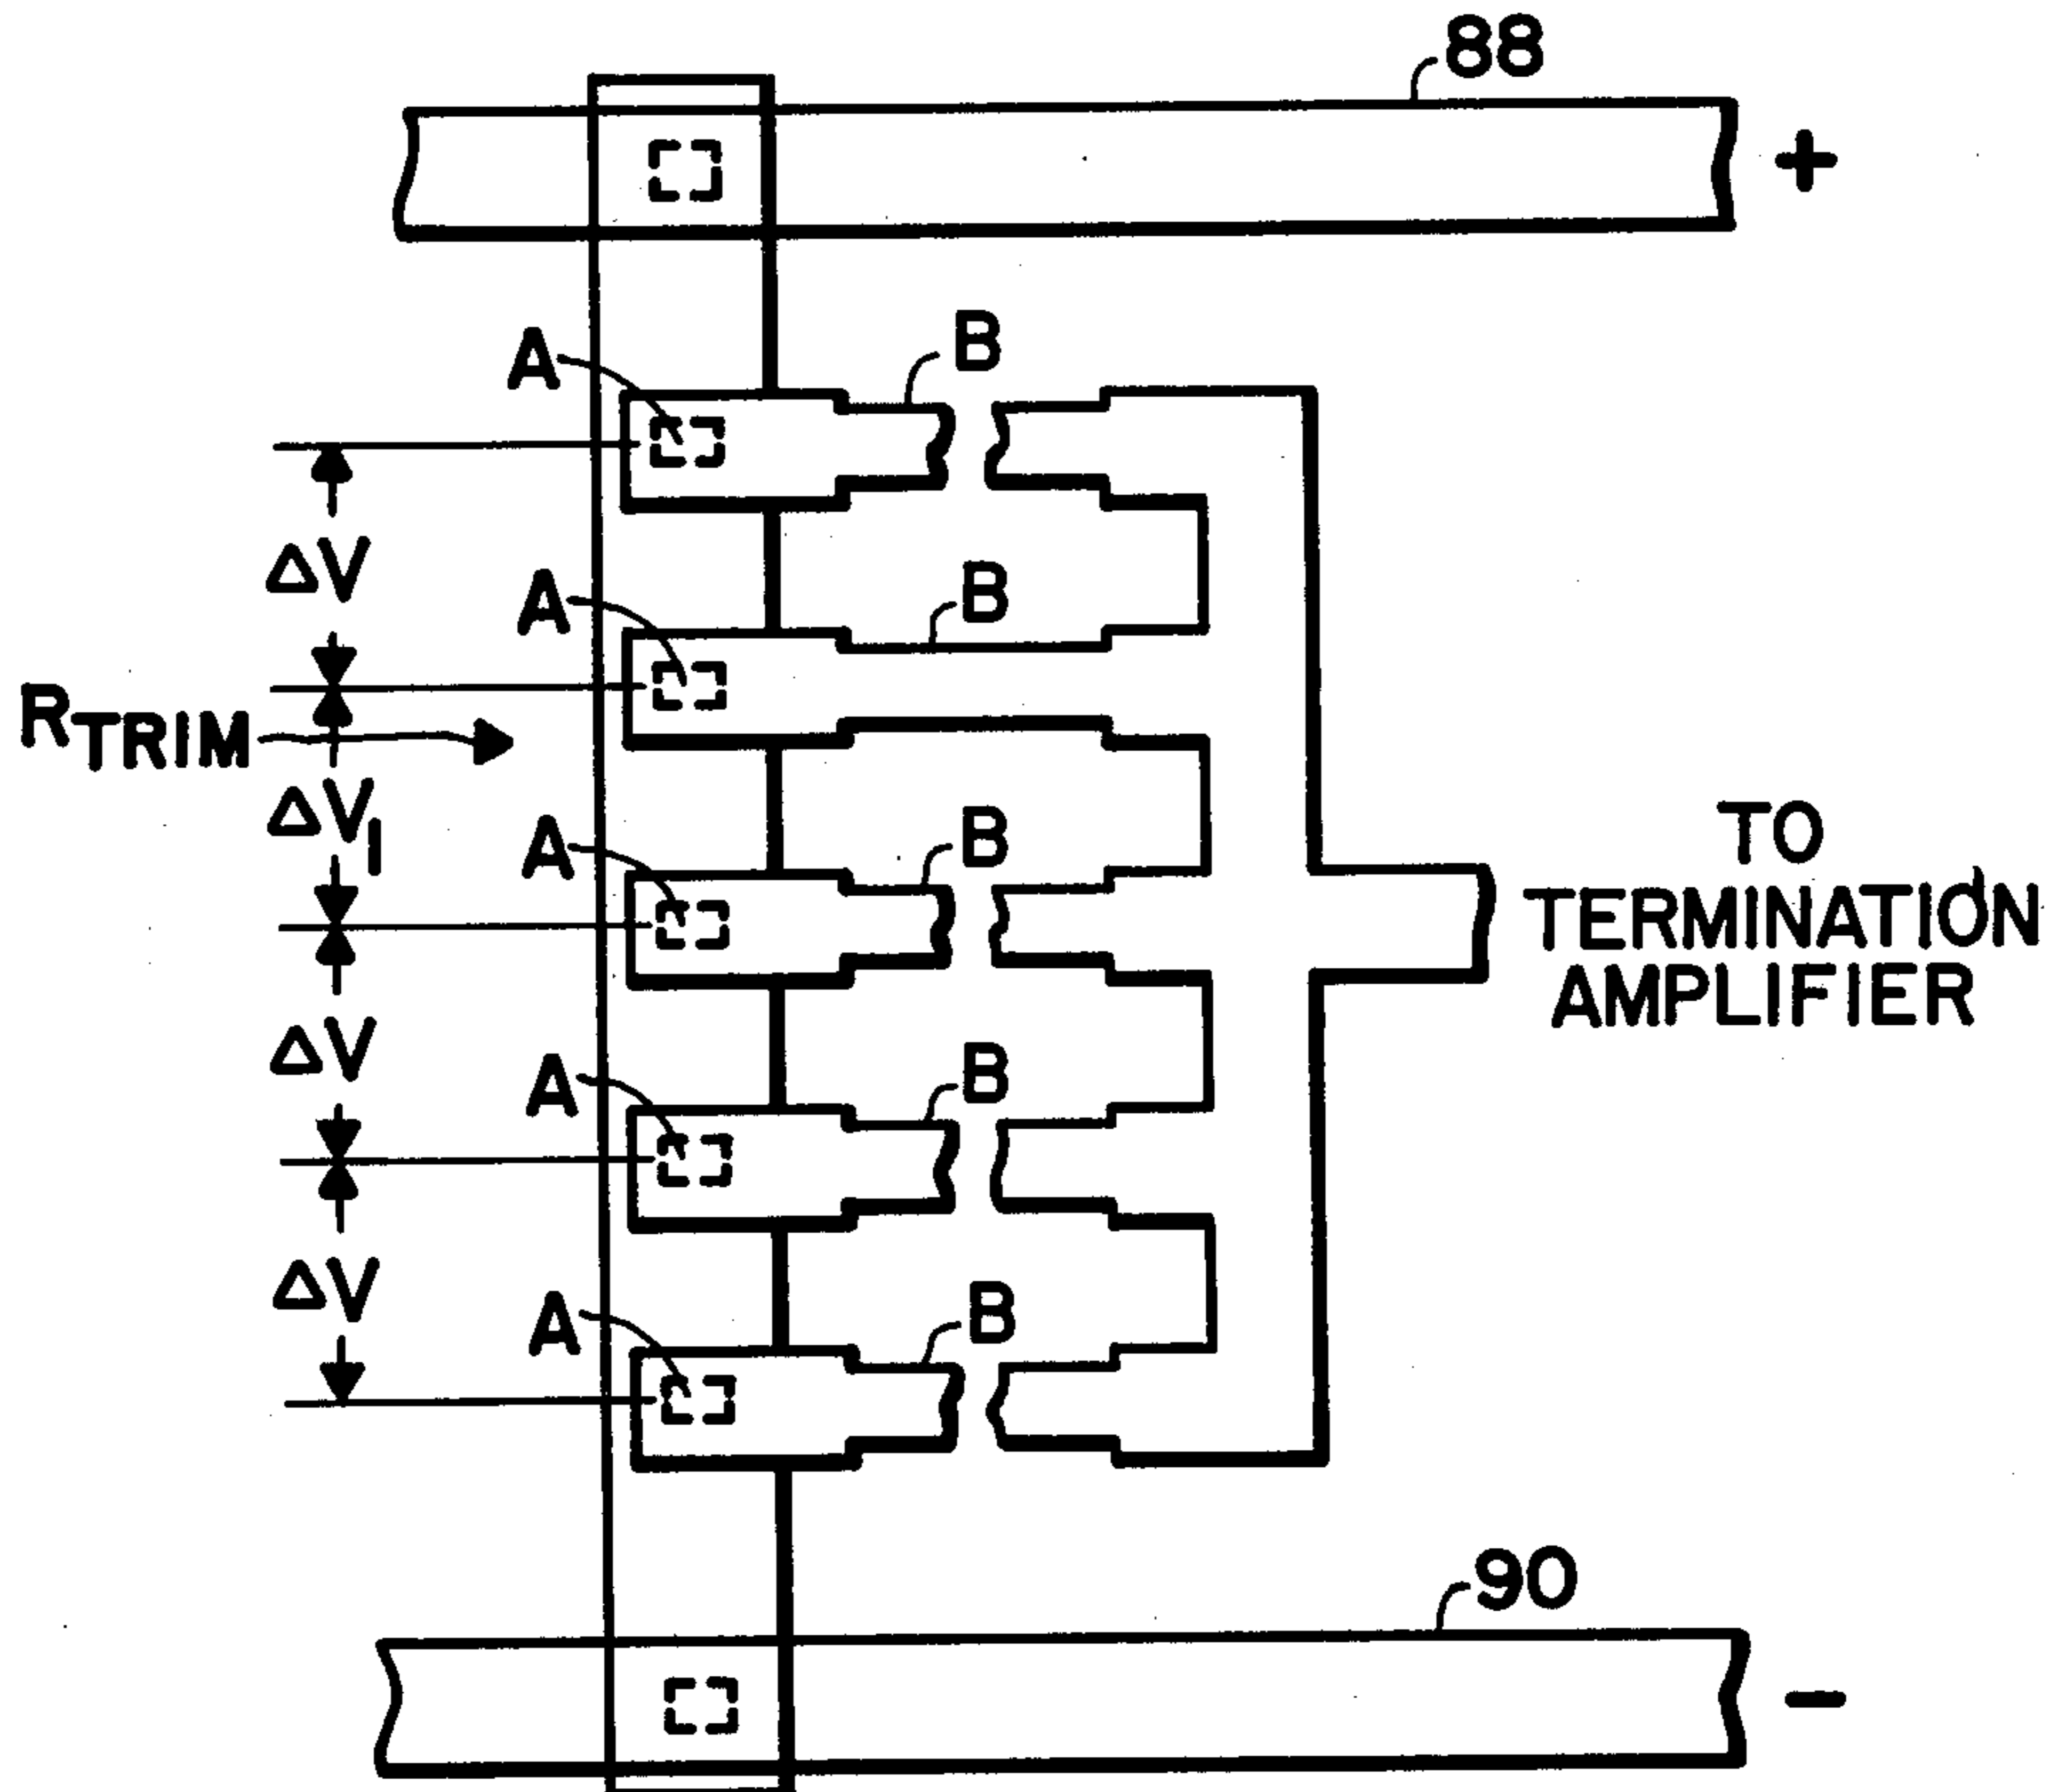 88
+
A
B
ΔV
A
B
RTRIM
ΔV1
A
B
TO
TERMINATION
AMPLIFIER
ΔV
A
B
ΔV
A
B
90
-